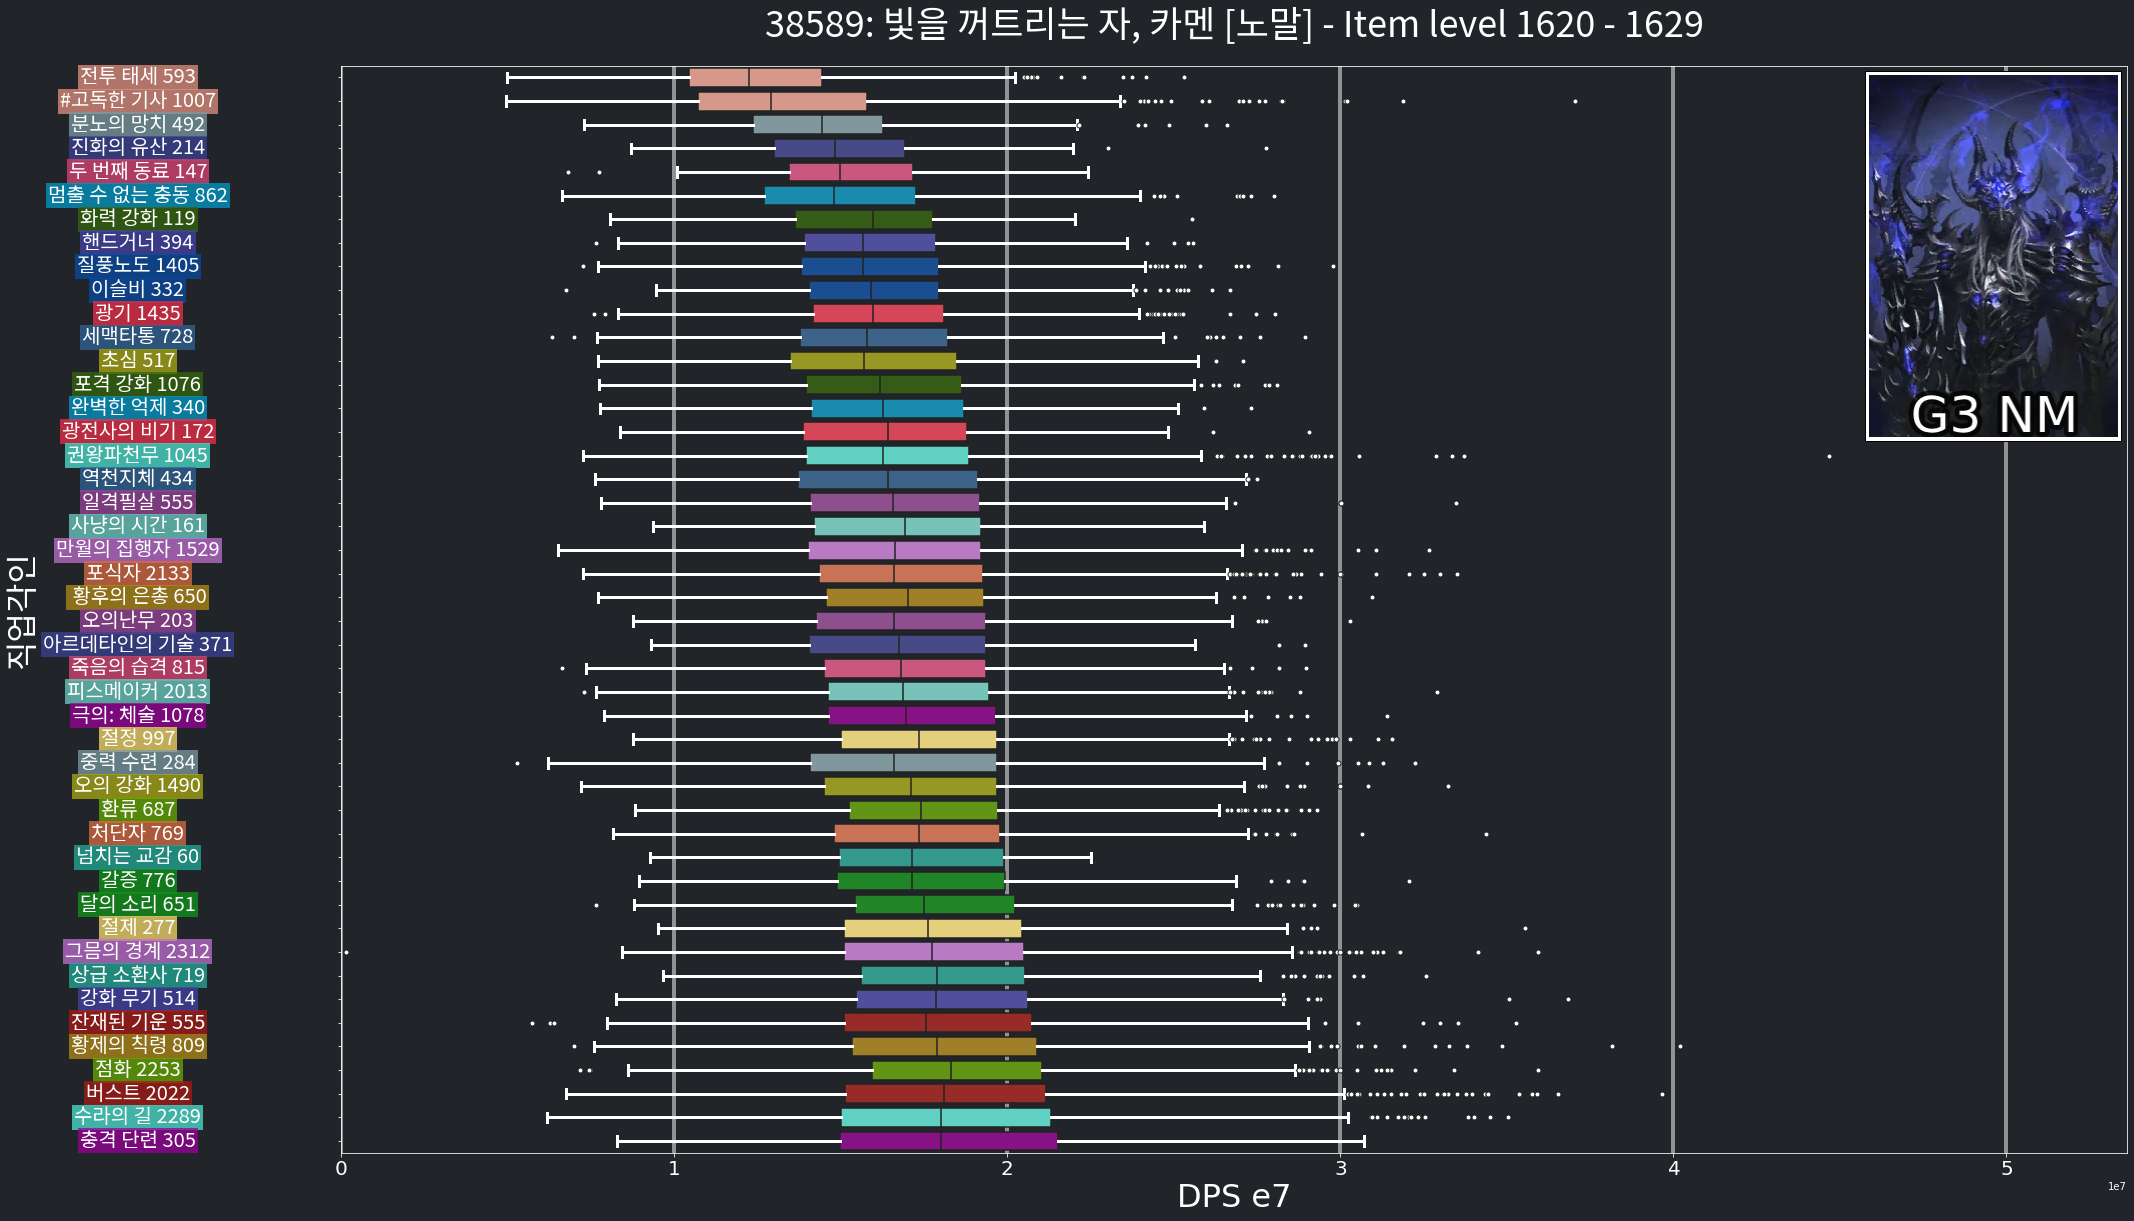 38589: 빛을 꺼트리는 자, 카멘 [노말] - Item level 1620 - 1629
전투 태세 593
#고독한 기사 1007
분노의 망치 492
진화의 유산 214
두 번째 동료 147
멈출 수 없는 충동 862
화력 강화 119
핸드거너 394
질풍노도 1405
이슬비 332
광기 1435
세맥타통 728
초심 517
포격 강화 1076
완벽한 억제 340
광전사의 비기 172
권왕파천무 1045
역천지체 434
일격필살 555
사냥의 시간 161
만월의 집행자 1529
포식자 2133
황후의 은총 650
오의난무 203
아르데타인의 기술 371
죽음의 습격 815
피스메이커 2013
극의: 체술 1078
절정 997
중력 수련 284
오의 강화 1490
환류 687
처단자 769
넘치는 교감 60
갈증 776
달의 소리 651
절제 277
그믐의 경계 2312
상급 소환사 719
강화 무기 514
잔재된 기운 555
황제의 칙령 809
점화 2253
버스트 2022
수라의 길 2289
충격 단련 305
직업각인
G3 NM
0 1 2 3 4 5
1e7
DPS e7